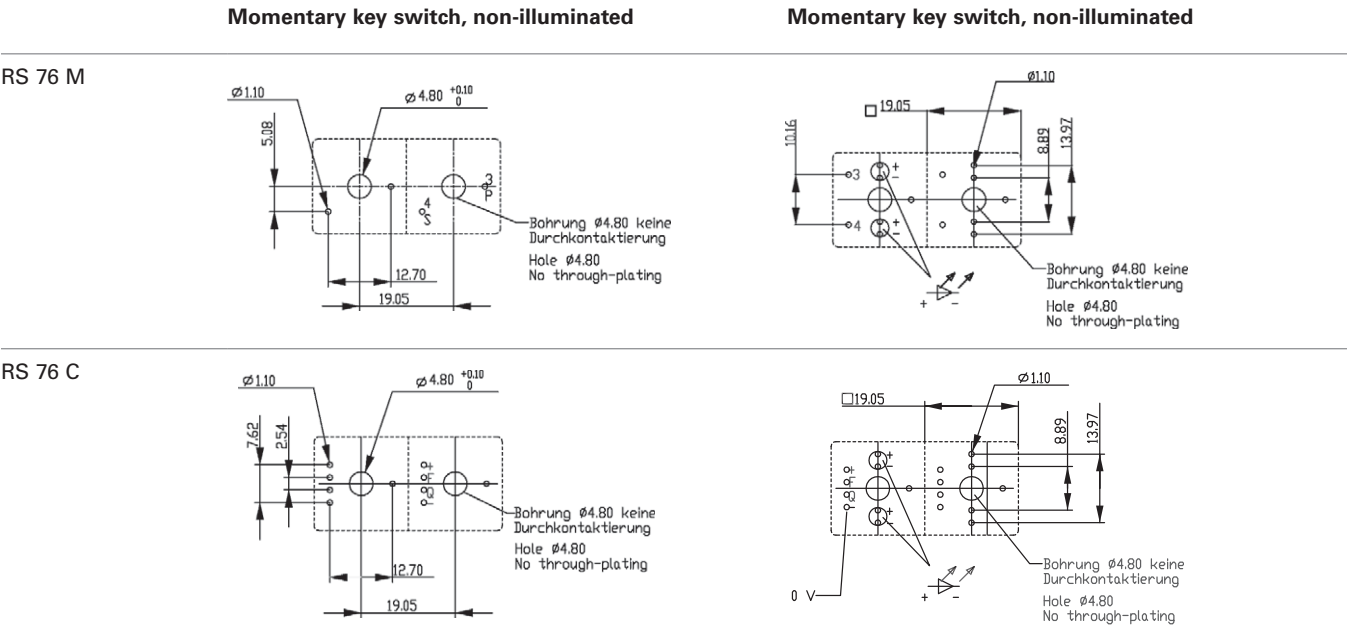 Momentary key switch, non-illuminated
Momentary key switch, non-illuminated
RS 76 M
Ø1.10
Ø4.80 +0.10 0
5.08
3
P
4
S
12.70
19.05
Bohrung Ø4.80 keine
Durchkontaktierung
Hole Ø4.80
No through-plating
Ø1.10
□ 19.05
10.16
8.89
13.97
3
+
-
4
+
-
+ -
Bohrung Ø4.80 keine
Durchkontaktierung
Hole Ø4.80
No through-plating
RS 76 C
Ø1.10
Ø4.80 +0.10 0
7.62
2.54
+
F
Q
12.70
19.05
Bohrung Ø4.80 keine
Durchkontaktierung
Hole Ø4.80
No through-plating
Ø1.10
□19.05
8.89
13.97
+
F
Q
+
-
+
-
0 V
+ -
Bohrung Ø4.80 keine
Durchkontaktierung
Hole Ø4.80
No through-plating